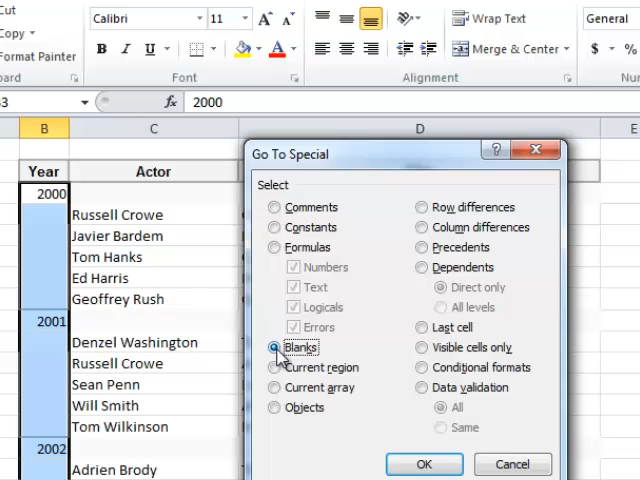 Cut
Calibri 11 A A Wrap Text General
Copy
Format Painter B I U A Merge & Center $ %
Font Alignment
fx 2000
B C D E
Year Actor
2000
Russell Crowe
Javier Bardem
Tom Hanks
Ed Harris
Geoffrey Rush
2001
Denzel Washington
Russell Crowe
Sean Penn
Will Smith
Tom Wilkinson
2002
Adrien Brody
Go To Special ?
Select
Comments Row differences
Constants Column differences
Formulas Precedents
Numbers Dependents
Text Direct only
Logicals All levels
Errors Last cell
Blanks Visible cells only
Current region Conditional formats
Current array Data validation
Objects All
Same
OK Cancel